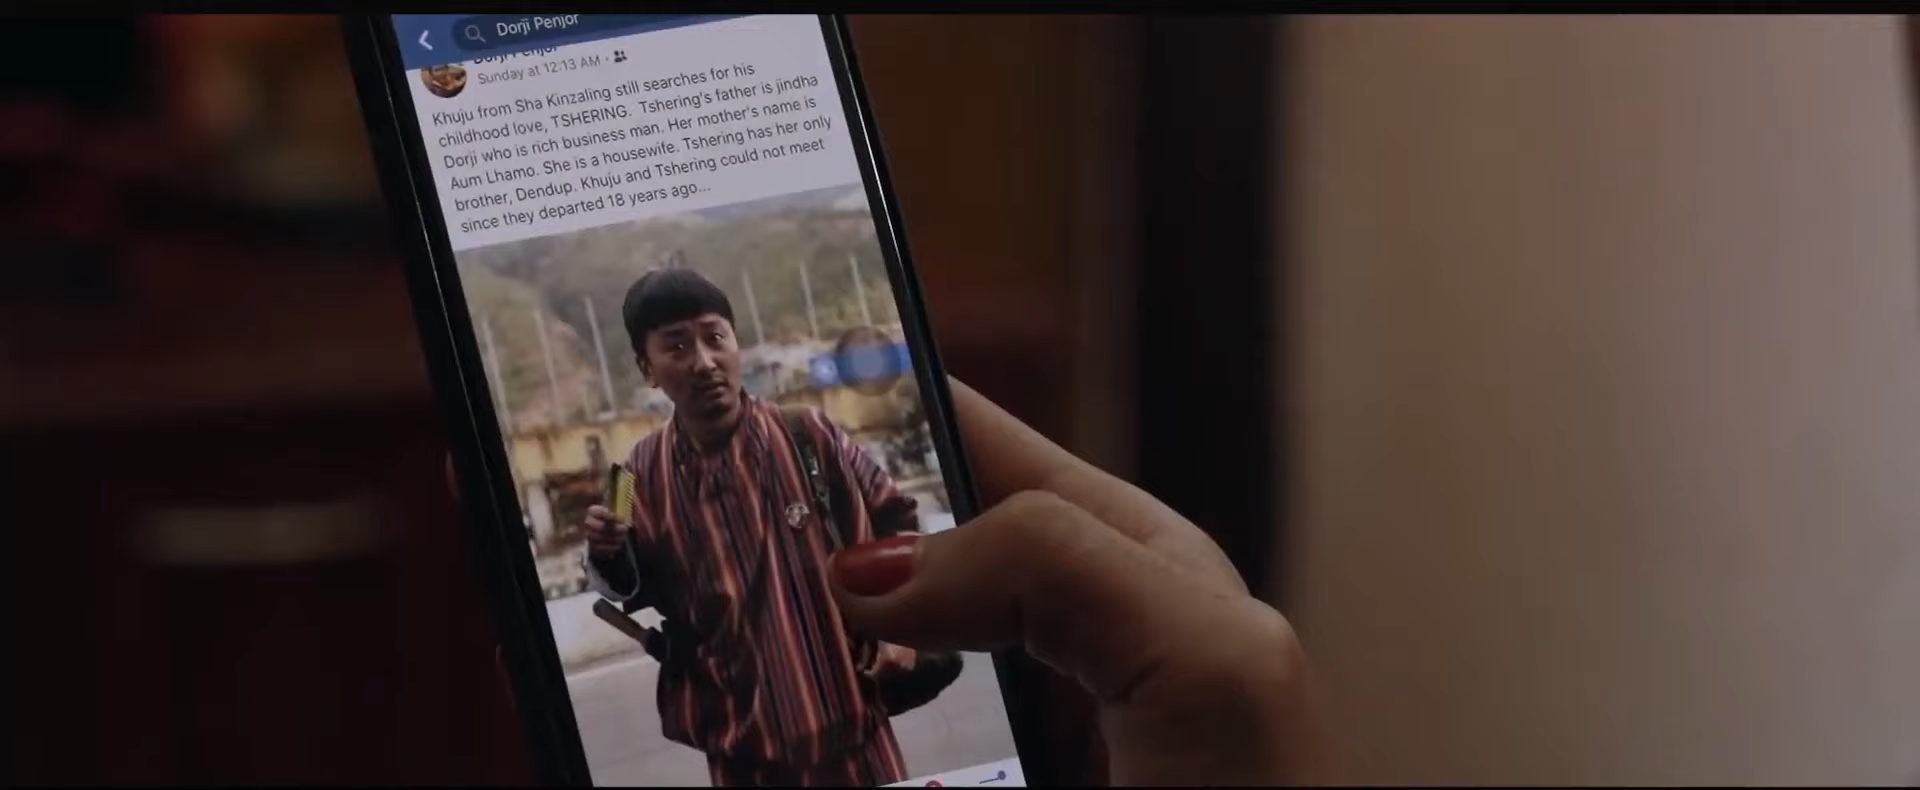 Dorji Penjor
Dorji Penjor
Sunday at 12:13 AM ·
Khuju from Sha Kinzaling still searches for his
childhood love, TSHERING. Tshering's father is jindha
Dorji who is rich business man. Her mother's name is
Aum Lhamo. She is a housewife. Tshering has her only
brother, Dendup. Khuju and Tshering could not meet
since they departed 18 years ago...